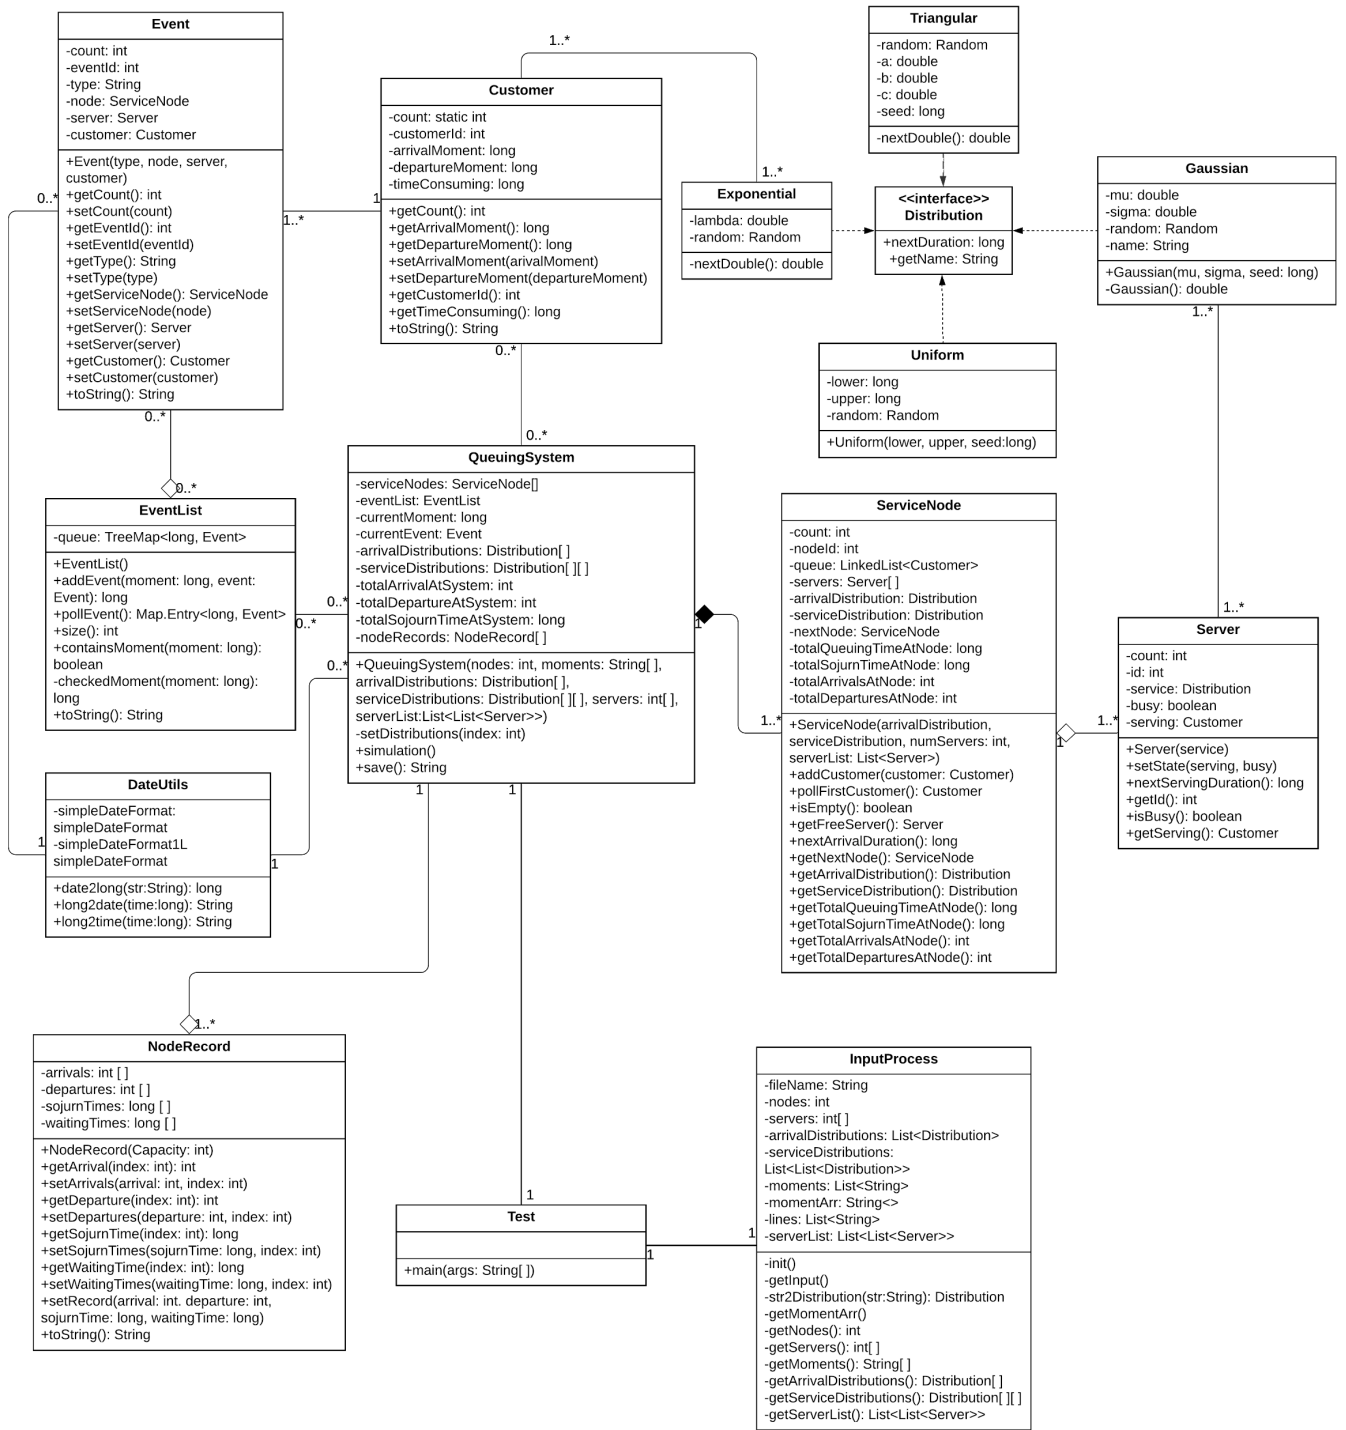 Event
-count: int
-eventId: int
-type: String
-node: ServiceNode
-server: Server
-customer: Customer
+Event(type, node, server,
customer)
+getCount(): int
+setCount(count)
+getEventId(): int
+setEventId(eventId)
+getType(): String
+setType(type)
+getServiceNode(): ServiceNode
+setServiceNode(node)
+getServer(): Server
+setServer(server)
+getCustomer(): Customer
+setCustomer(customer)
+toString(): String
0..*
1..*
1
0..*
0..*
Customer
-count: static int
-customerId: int
-arrivalMoment: long
-departureMoment: long
-timeConsuming: long
+getCount(): int
+getArrivalMoment(): long
+getDepartureMoment(): long
+setArrivalMoment(arivalMoment)
+setDepartureMoment(departureMoment)
+getCustomerId(): int
+getTimeConsuming(): long
+toString(): String
1..*
1..*
0..*
0..*
Exponential
-lambda: double
-random: Random
-nextDouble(): double
Triangular
-random: Random
-a: double
-b: double
-c: double
-seed: long
-nextDouble(): double
<<interface>>
Distribution
+nextDuration: long
+getName: String
Gaussian
-mu: double
-sigma: double
-random: Random
-name: String
+Gaussian(mu, sigma, seed: long)
-Gaussian(): double
1..*
1..*
Uniform
-lower: long
-upper: long
-random: Random
+Uniform(lower, upper, seed:long)
EventList
-queue: TreeMap<long, Event>
+EventList()
+addEvent(moment: long, event:
Event): long
+pollEvent(): Map.Entry<long, Event>
+size(): int
+containsMoment(moment: long):
boolean
-checkedMoment(moment: long):
long
+toString(): String
0..*
0..*
0..*
QueuingSystem
-serviceNodes: ServiceNode[]
-eventList: EventList
-currentMoment: long
-currentEvent: Event
-arrivalDistributions: Distribution[ ]
-serviceDistributions: Distribution[ ][ ]
-totalArrivalAtSystem: int
-totalDepartureAtSystem: int
-totalSojournTimeAtSystem: long
-nodeRecords: NodeRecord[ ]
+QueuingSystem(nodes: int, moments: String[ ],
arrivalDistributions: Distribution[ ],
serviceDistributions: Distribution[ ][ ], servers: int[ ],
serverList:List<List<Server>>)
-setDistributions(index: int)
+simulation()
+save(): String
1
1..*
1
1
ServiceNode
-count: int
-nodeId: int
-queue: LinkedList<Customer>
-servers: Server[ ]
-arrivalDistribution: Distribution
-serviceDistribution: Distribution
-nextNode: ServiceNode
-totalQueuingTimeAtNode: long
-totalSojurnTimeAtNode: long
-totalArrivalsAtNode: int
-totalDeparturesAtNode: int
+ServiceNode(arrivalDistribution,
serviceDistribution, numServers: int,
serverList: List<Server>)
+addCustomer(customer: Customer)
+pollFirstCustomer(): Customer
+isEmpty(): boolean
+getFreeServer(): Server
+nextArrivalDuration(): long
+getNextNode(): ServiceNode
+getArrivalDistribution(): Distribution
+getServiceDistribution(): Distribution
+getTotalQueuingTimeAtNode(): long
+getTotalSojurnTimeAtNode(): long
+getTotalArrivalsAtNode(): int
+getTotalDeparturesAtNode(): int
1
1..*
Server
-count: int
-id: int
-service: Distribution
-busy: boolean
-serving: Customer
+Server(service)
+setState(serving, busy)
+nextServingDuration(): long
+getId(): int
+isBusy(): boolean
+getServing(): Customer
DateUtils
-simpleDateFormat:
simpleDateFormat
-simpleDateFormat1L
simpleDateFormat
+date2long(str:String): long
+long2date(time:long): String
+long2time(time:long): String
1
1
1..*
NodeRecord
-arrivals: int [ ]
-departures: int [ ]
-sojurnTimes: long [ ]
-waitingTimes: long [ ]
+NodeRecord(Capacity: int)
+getArrival(index: int): int
+setArrivals(arrival: int, index: int)
+getDeparture(index: int): int
+setDepartures(departure: int, index: int)
+getSojurnTime(index: int): long
+setSojurnTimes(sojurnTime: long, index: int)
+getWaitingTime(index: int): long
+setWaitingTimes(waitingTime: long, index: int)
+setRecord(arrival: int. departure: int,
sojurnTime: long, waitingTime: long)
+toString(): String
1
Test
+main(args: String[ ])
1
1
InputProcess
-fileName: String
-nodes: int
-servers: int[ ]
-arrivalDistributions: List<Distribution>
-serviceDistributions:
List<List<Distribution>>
-moments: List<String>
-momentArr: String<>
-lines: List<String>
-serverList: List<List<Server>>
-init()
-getInput()
-str2Distribution(str:String): Distribution
-getMomentArr()
-getNodes(): int
-getServers(): int[ ]
-getMoments(): String[ ]
-getArrivalDistributions(): Distribution[ ]
-getServiceDistributions(): Distribution[ ][ ]
-getServerList(): List<List<Server>>